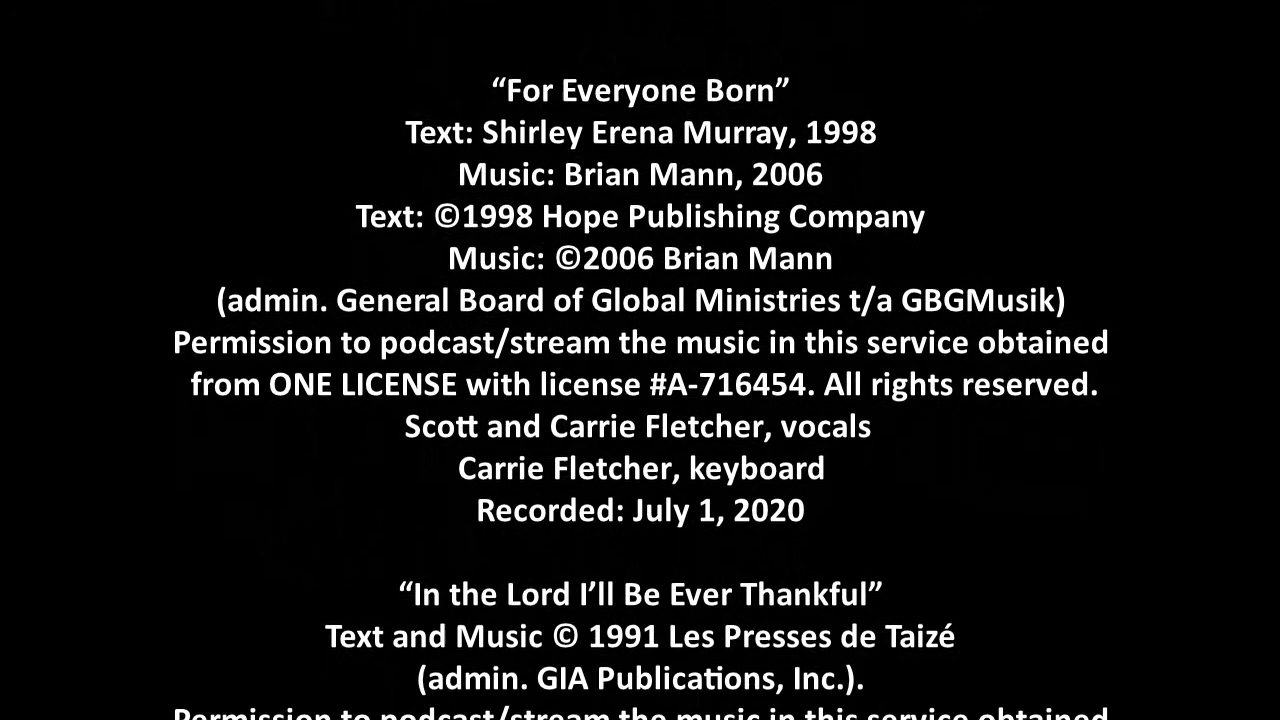 “For Everyone Born”
Text: Shirley Erena Murray, 1998
Music: Brian Mann, 2006
Text: ©1998 Hope Publishing Company
Music: ©2006 Brian Mann
(admin. General Board of Global Ministries t/a GBGMusik)
Permission to podcast/stream the music in this service obtained
from ONE LICENSE with license #A-716454. All rights reserved.
Scott and Carrie Fletcher, vocals
Carrie Fletcher, keyboard
Recorded: July 1, 2020
“In the Lord I’ll Be Ever Thankful”
Text and Music © 1991 Les Presses de Taizé
(admin. GIA Publications, Inc.).
Permission to podcast/stream the music in this service obtained